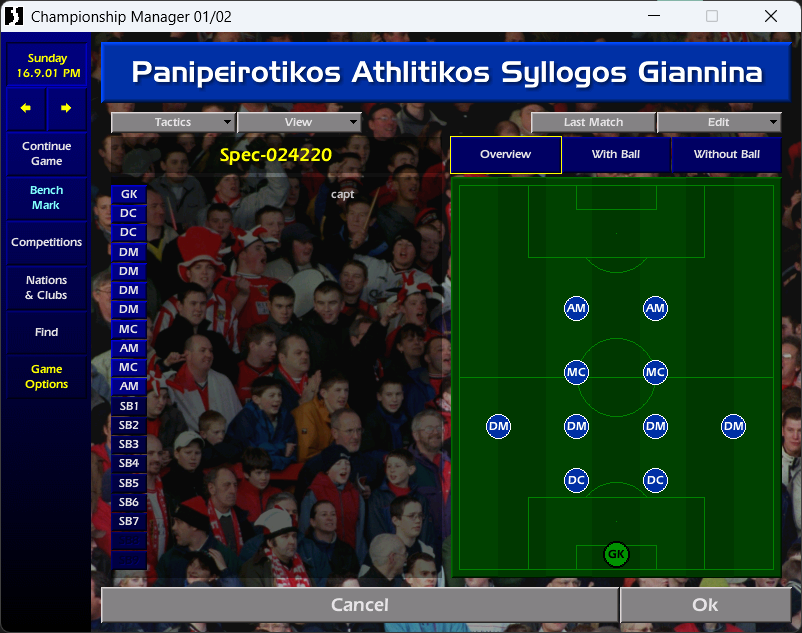 Championship Manager 01/02
Sunday
16.9.01 PM
Panipeirotikos Athlitikos Syllogos Giannina
Continue
Game
Bench
Mark
Competitions
Nations
& Clubs
Find
Game
Options
Tactics
View
Last Match
Edit
Spec-024220
Overview
With Ball
Without Ball
GK
capt
DC
DC
DM
DM
DM
DM
MC
AM
MC
AM
SB1
SB2
SB3
SB4
SB5
SB6
SB7
AM AM
MC MC
DM DM DM DM
DC DC
GK
Cancel
Ok